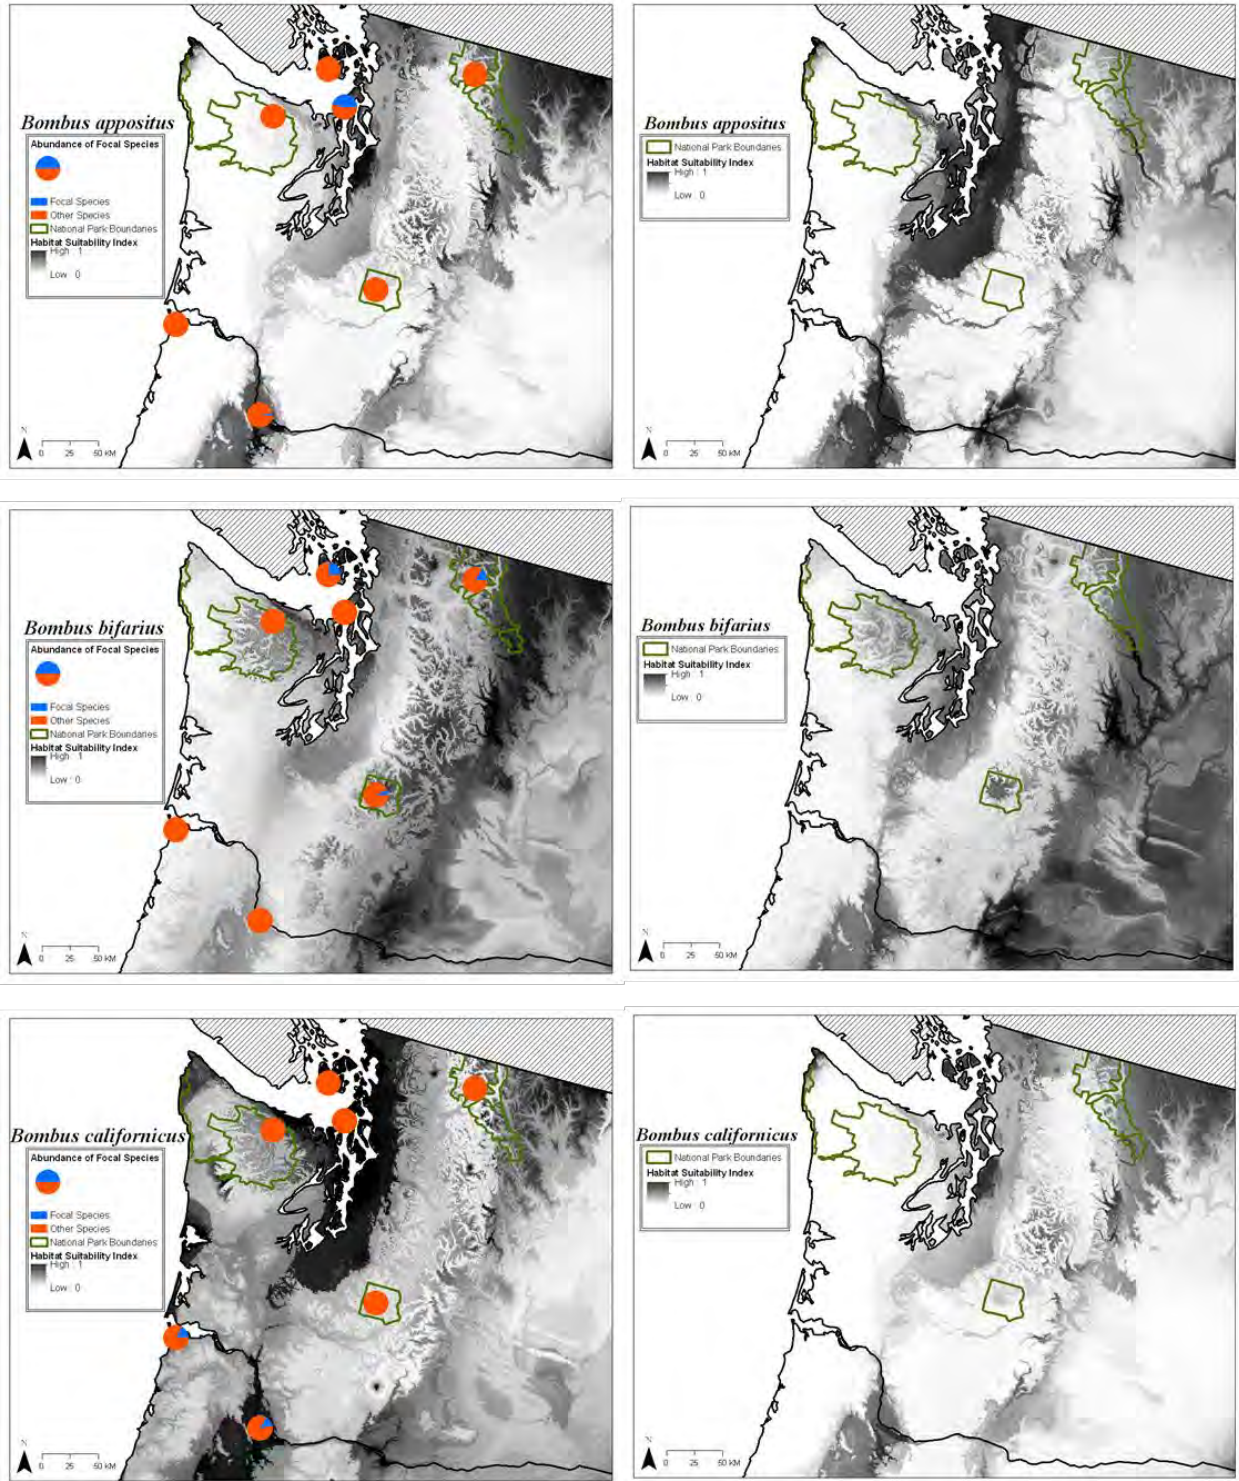 Bombus appositus
Abundance of Focal Species
Focal Species
Other Species
National Park Boundaries
Habitat Suitability Index
High : 1
Low : 0
N
0 25 50 KM
Bombus appositus
National Park Boundaries
Habitat Suitability Index
High : 1
Low : 0
N
0 25 50 KM
Bombus bifarius
Abundance of Focal Species
Focal Species
Other Species
National Park Boundaries
Habitat Suitability Index
High : 1
Low : 0
N
0 25 50 KM
Bombus bifarius
National Park Boundaries
Habitat Suitability Index
High : 1
Low : 0
N
0 25 50 KM
Bombus californicus
Abundance of Focal Species
Focal Species
Other Species
National Park Boundaries
Habitat Suitability Index
High : 1
Low : 0
N
0 25 50 KM
Bombus californicus
National Park Boundaries
Habitat Suitability Index
High : 1
Low : 0
N
0 25 50 KM